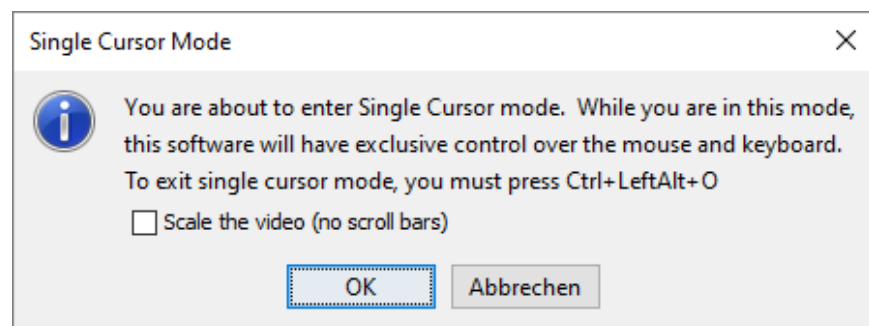 Single Cursor Mode
You are about to enter Single Cursor mode.  While you are in this mode,
this software will have exclusive control over the mouse and keyboard.
To exit single cursor mode, you must press Ctrl+LeftAlt+O
Scale the video (no scroll bars)
OK Abbrechen